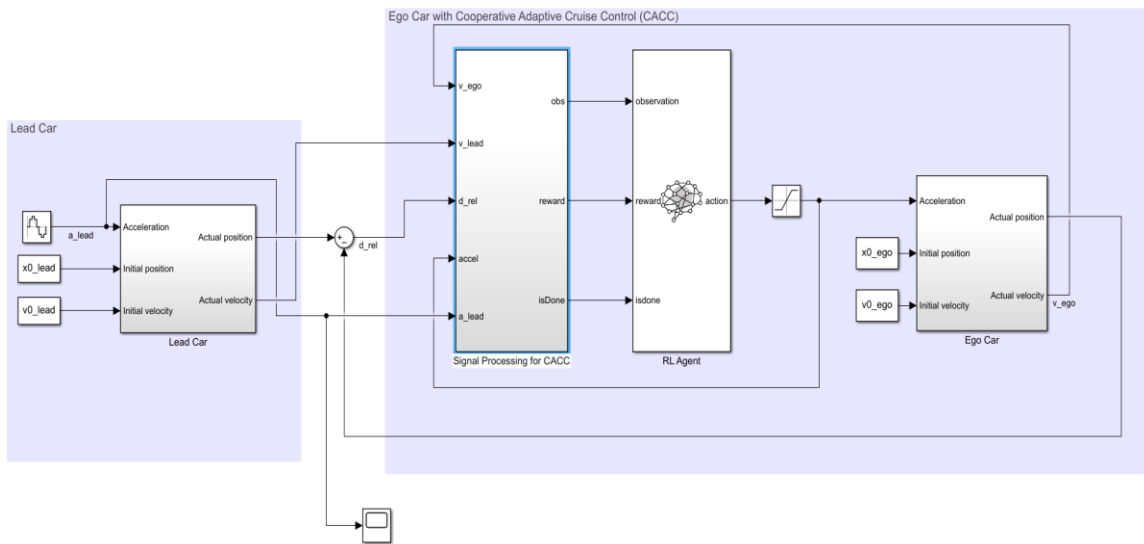 Ego Car with Cooperative Adaptive Cruise Control (CACC)
Lead Car
a_lead
x0_lead
v0_lead
Acceleration
Initial position
Initial velocity
Actual position
Actual velocity
Lead Car
+
−
d_rel
v_ego
v_lead
d_rel
accel
a_lead
obs
reward
isDone
Signal Processing for CACC
observation
reward
isdone
action
RL Agent
x0_ego
v0_ego
Acceleration
Initial position
Initial velocity
Actual position
Actual velocity
v_ego
Ego Car